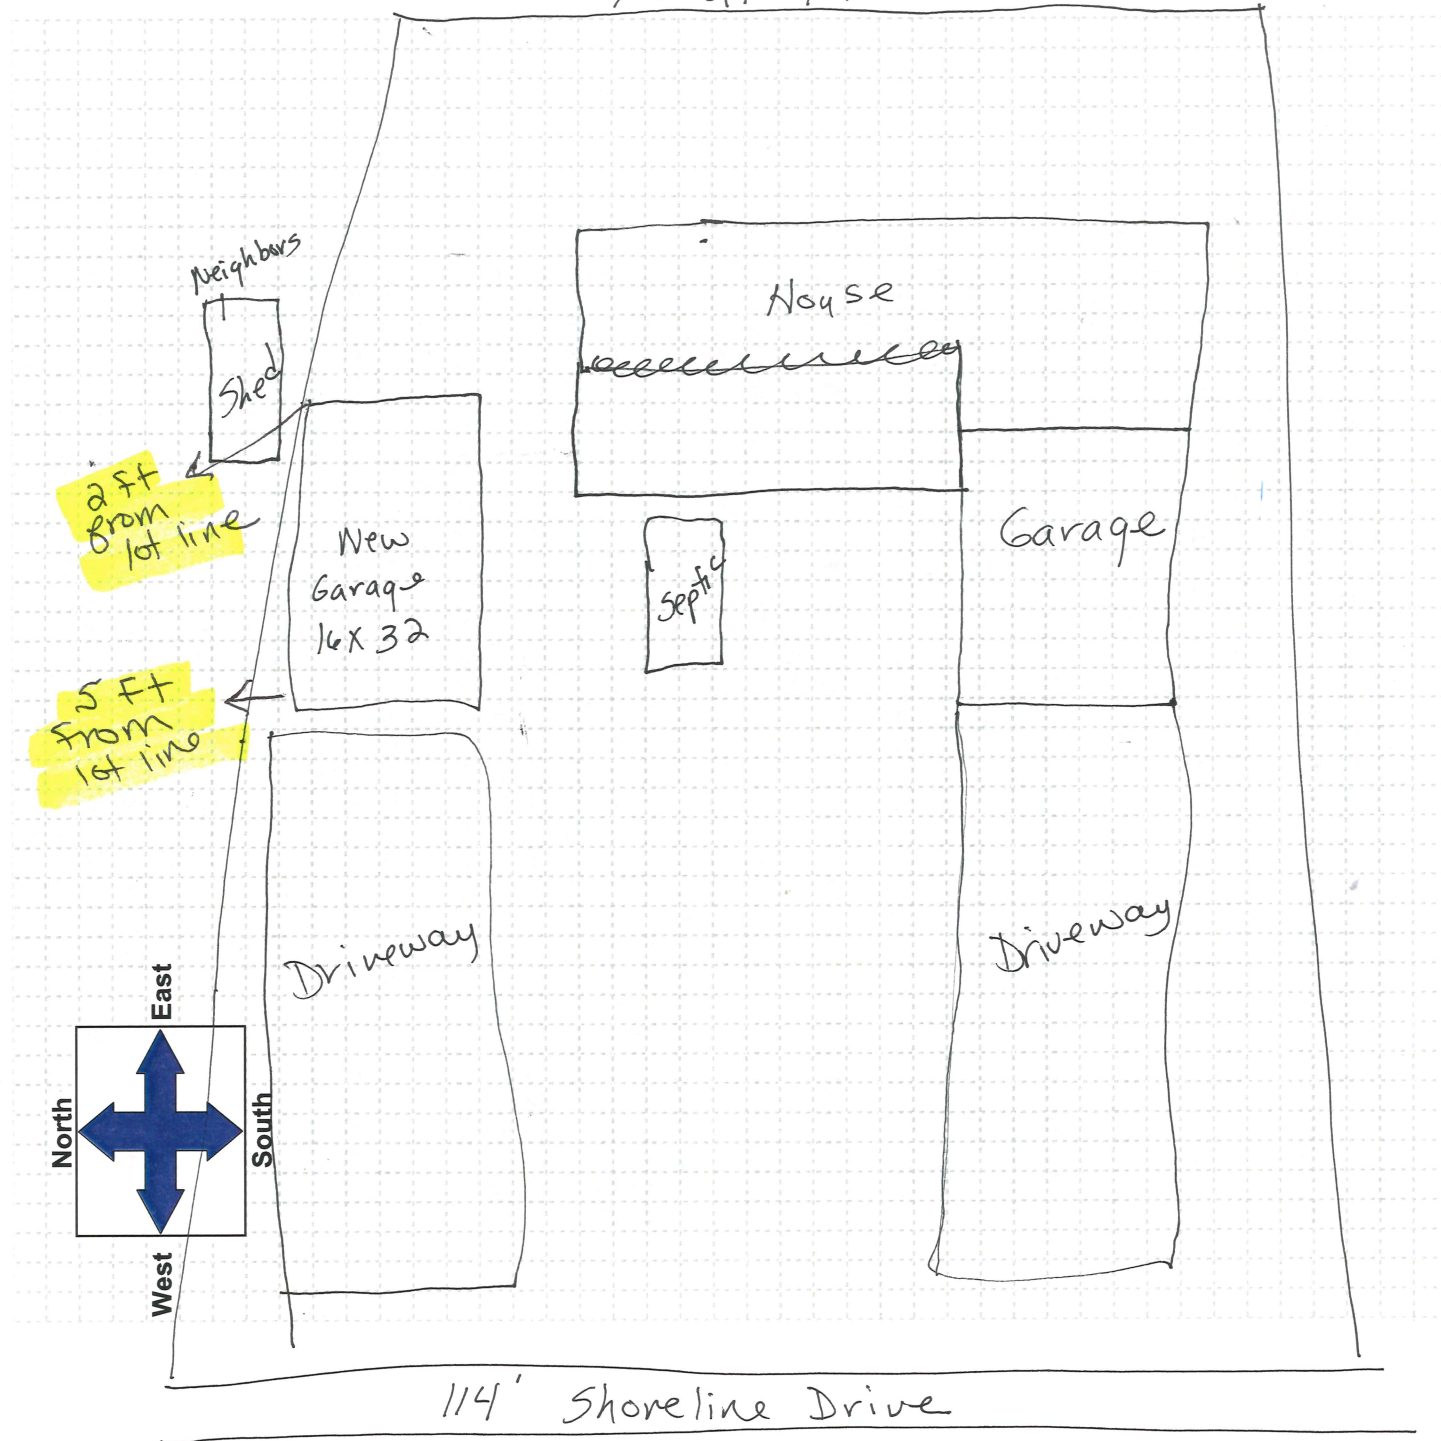 Neighbors
Shed
House
2 ft
from
lot line
New
Garage
16 X 32
Septic
Garage
5 Ft
from
lot line
Driveway
Driveway
East
North
South
West
114' Shoreline Drive